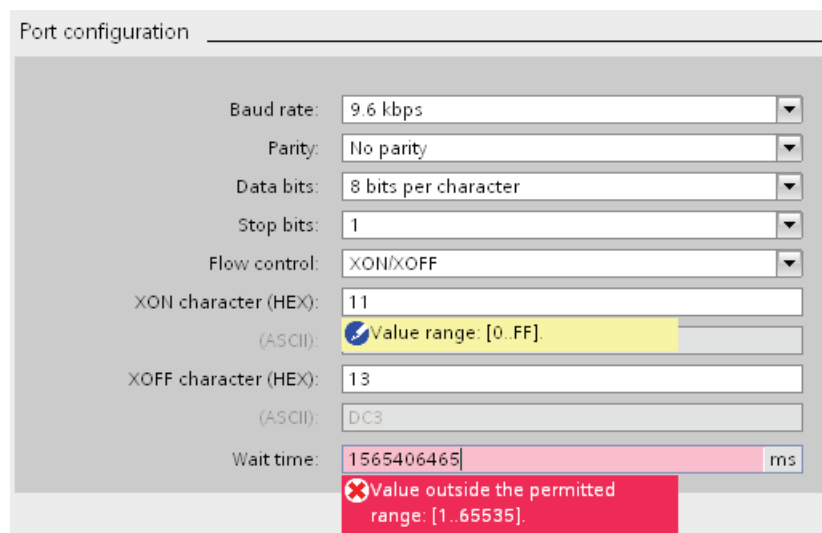 Port configuration
Baud rate: 9.6 kbps
Parity: No parity
Data bits: 8 bits per character
Stop bits: 1
Flow control: XON/XOFF
XON character (HEX): 11
(ASCII): Value range: [0..FF].
XOFF character (HEX): 13
(ASCII): DC3
Wait time: 1565406465 ms
Value outside the permitted
range: [1..65535].